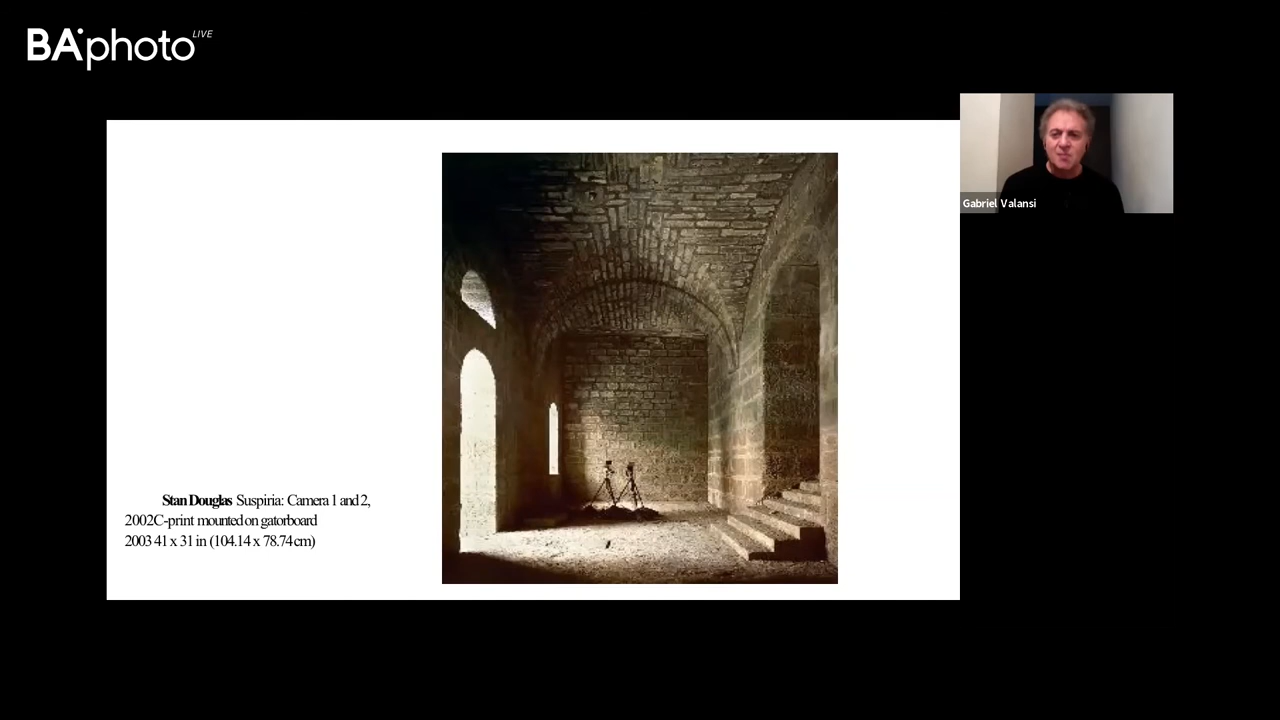 BAphoto LIVE
Gabriel Valansi
Stan Douglas Suspiria: Camera 1 and 2,
2002C-print mounted on gatorboard
2003 41 x 31 in (104.14 x 78.74 cm)